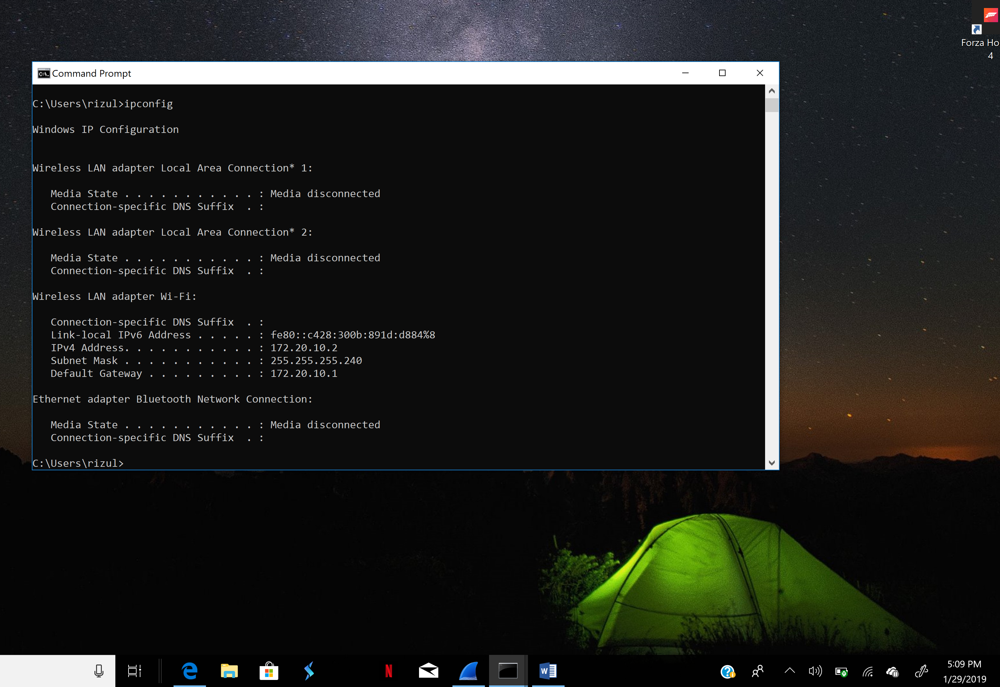 Forza Ho
4
Command Prompt
C:\Users\rizul>ipconfig
Windows IP Configuration
Wireless LAN adapter Local Area Connection* 1:
Media State . . . . . . . . . . . : Media disconnected
Connection-specific DNS Suffix  . :
Wireless LAN adapter Local Area Connection* 2:
Media State . . . . . . . . . . . : Media disconnected
Connection-specific DNS Suffix  . :
Wireless LAN adapter Wi-Fi:
Connection-specific DNS Suffix  . :
Link-local IPv6 Address . . . . . : fe80::c428:300b:891d:d884%8
IPv4 Address. . . . . . . . . . . : 172.20.10.2
Subnet Mask . . . . . . . . . . . : 255.255.255.240
Default Gateway . . . . . . . . . : 172.20.10.1
Ethernet adapter Bluetooth Network Connection:
Media State . . . . . . . . . . . : Media disconnected
Connection-specific DNS Suffix  . :
C:\Users\rizul>
5:09 PM
1/29/2019